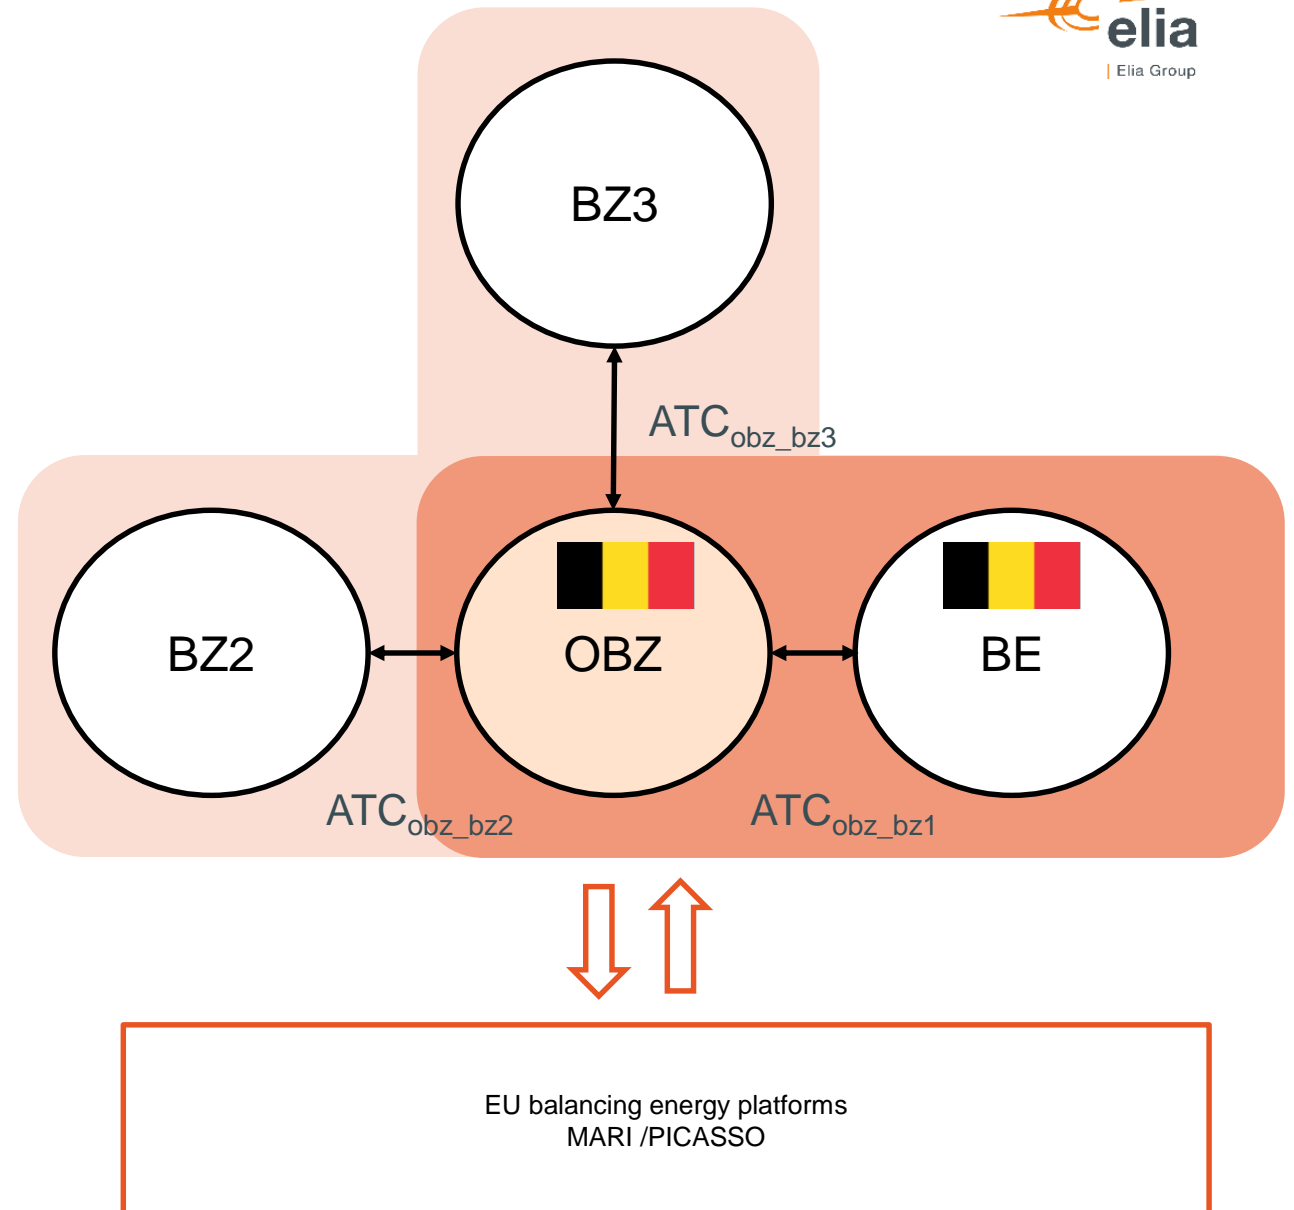 elia
| Elia Group
BZ3
ATCobz_bz3
BZ2
OBZ
BE
ATCobz_bz2
ATCobz_bz1
EU balancing energy platforms
MARI /PICASSO